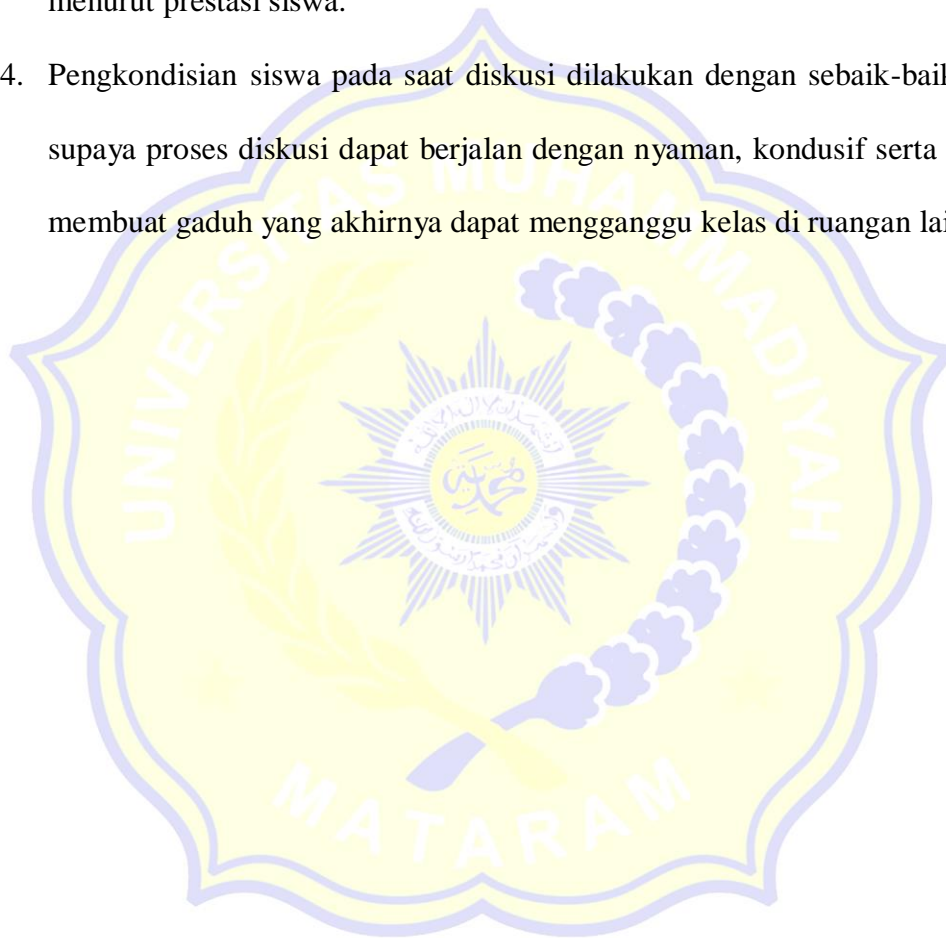 menurut prestasi siswa.
4. Pengkondisian siswa pada saat diskusi dilakukan dengan sebaik-baik
supaya proses diskusi dapat berjalan dengan nyaman, kondusif serta
membuat gaduh yang akhirnya dapat mengganggu kelas di ruangan lai
UNIVERSITAS MUHAMMADIYAH
MATARAM